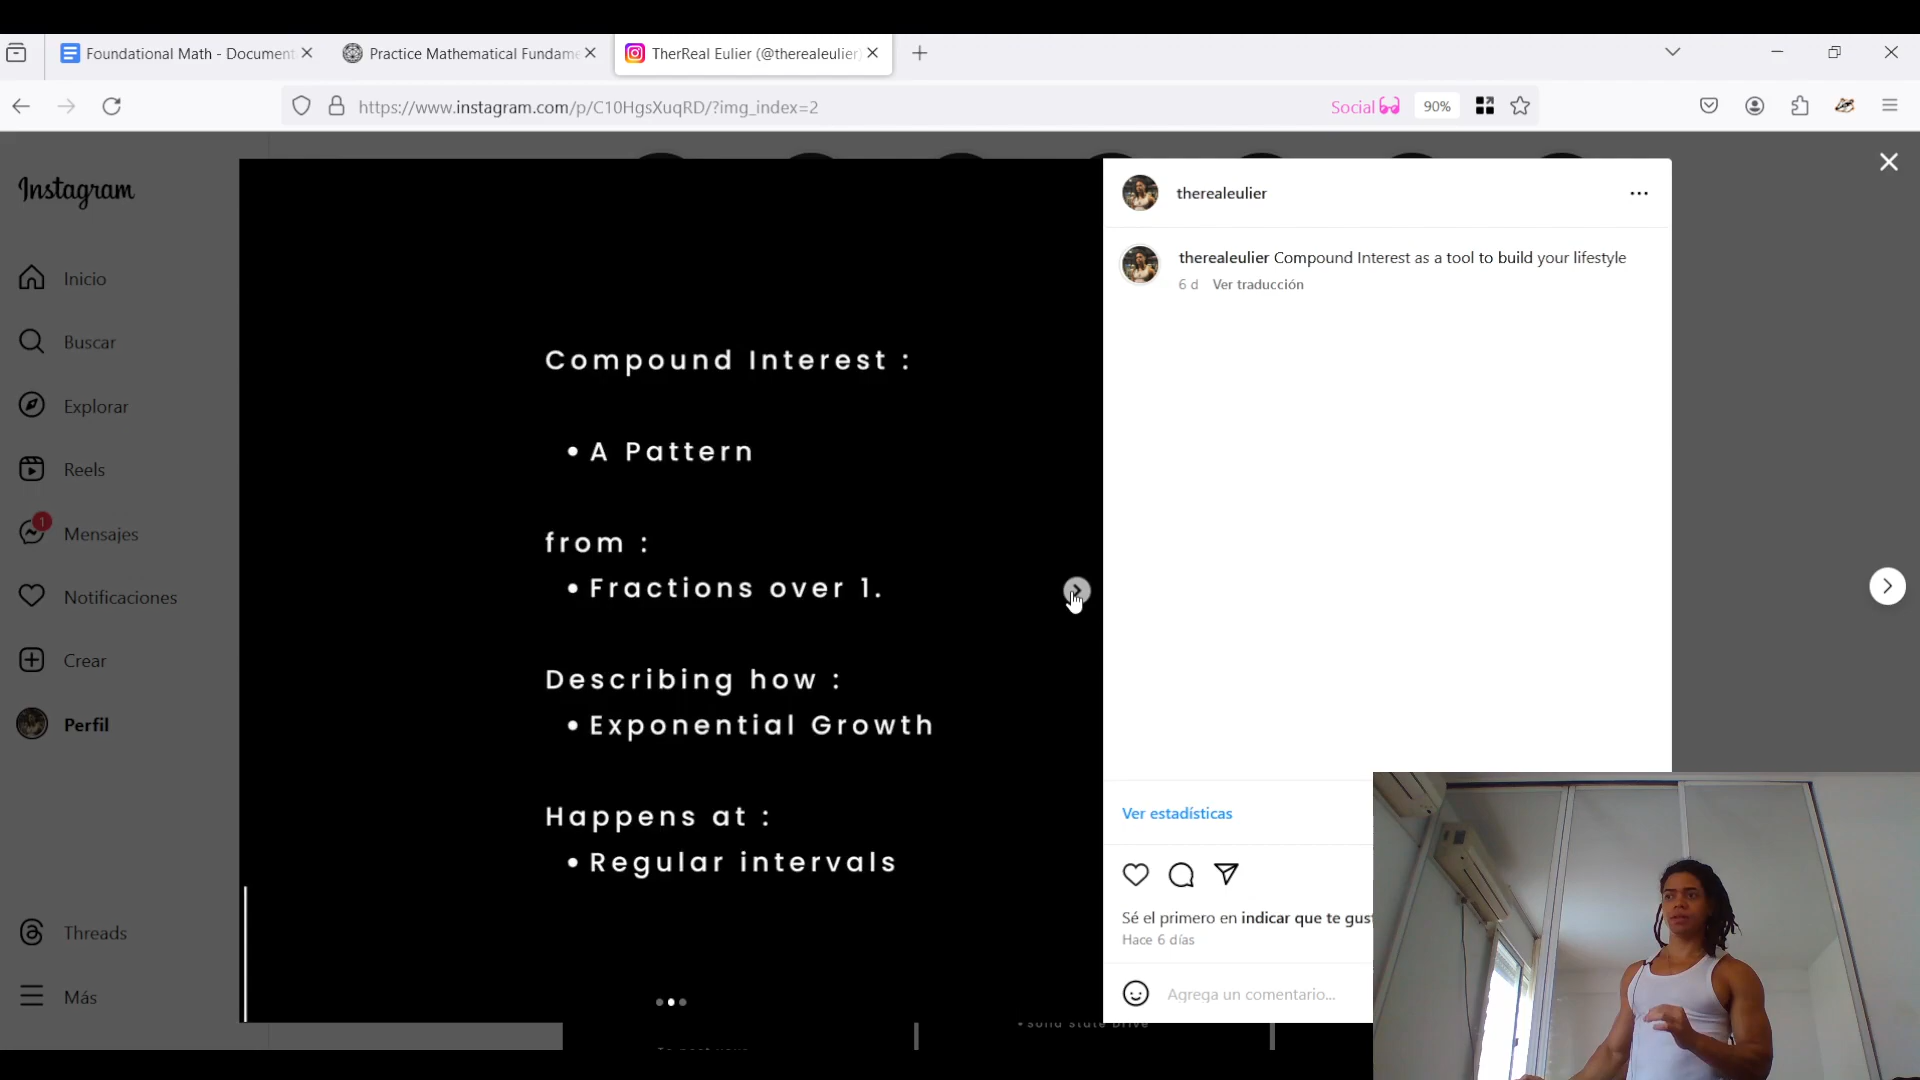 Foundational Math - Document
Practice Mathematical Fundame
TherReal Eulier (@therealeulier
https://www.instagram.com/p/C10HgsXuqRD/?img_index=2
Social
90%
Instagram
Inicio
Buscar
Explorar
Reels
1
Mensajes
Notificaciones
Crear
Perfil
Threads
Más
Compound Interest :
• A Pattern
from :
• Fractions over 1.
Describing how :
• Exponential Growth
Happens at :
• Regular intervals
therealeulier
therealeulier Compound Interest as a tool to build your lifestyle
6 d Ver traducción
Ver estadísticas
Sé el primero en indicar que te gus
Hace 6 días
Agrega un comentario...